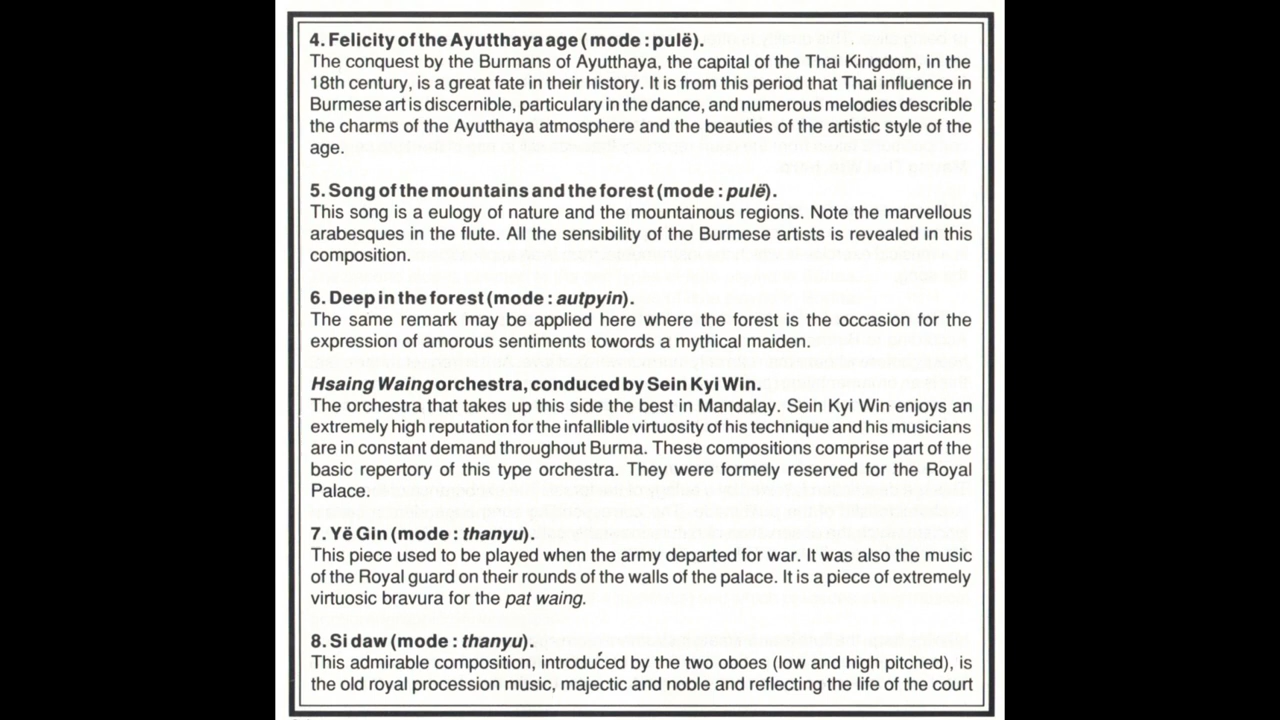 4. Felicity of the Ayutthaya age ( mode : pulë).
The conquest by the Burmans of Ayutthaya, the capital of the Thai Kingdom, in the
18th century, is a great fate in their history. It is from this period that Thai influence in
Burmese art is discernible, particulary in the dance, and numerous melodies describle
the charms of the Ayutthaya atmosphere and the beauties of the artistic style of the
age.
5. Song of the mountains and the forest (mode : pulë).
This song is a eulogy of nature and the mountainous regions. Note the marvellous
arabesques in the flute. All the sensibility of the Burmese artists is revealed in this
composition.
6. Deep in the forest (mode : autpyin).
The same remark may be applied here where the forest is the occasion for the
expression of amorous sentiments towards a mythical maiden.
Hsaing Waing orchestra, conduced by Sein Kyi Win.
The orchestra that takes up this side the best in Mandalay. Sein Kyi Win enjoys an
extremely high reputation for the infallible virtuosity of his technique and his musicians
are in constant demand throughout Burma. These compositions comprise part of the
basic repertory of this type orchestra. They were formely reserved for the Royal
Palace.
7. Yë Gin (mode : thanyu).
This piece used to be played when the army departed for war. It was also the music
of the Royal guard on their rounds of the walls of the palace. It is a piece of extremely
virtuosic bravura for the pat waing.
8. Si daw (mode : thanyu).
This admirable composition, introduced by the two oboes (low and high pitched), is
the old royal procession music, majectic and noble and reflecting the life of the court